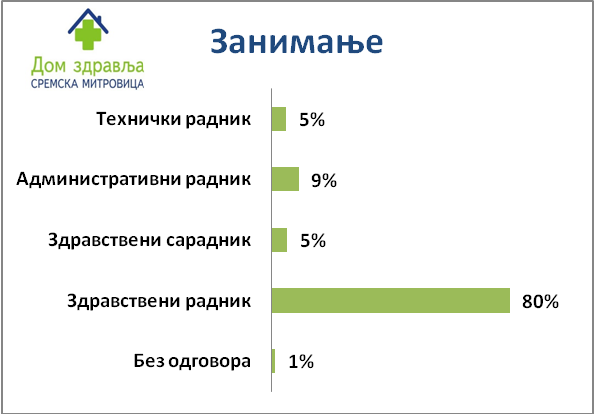 Дом здравља
СРЕМСКА МИТРОВИЦА
Занимање
Технички радник 5%
Административни радник 9%
Здравствени сарадник 5%
Здравствени радник 80%
Без одговора 1%